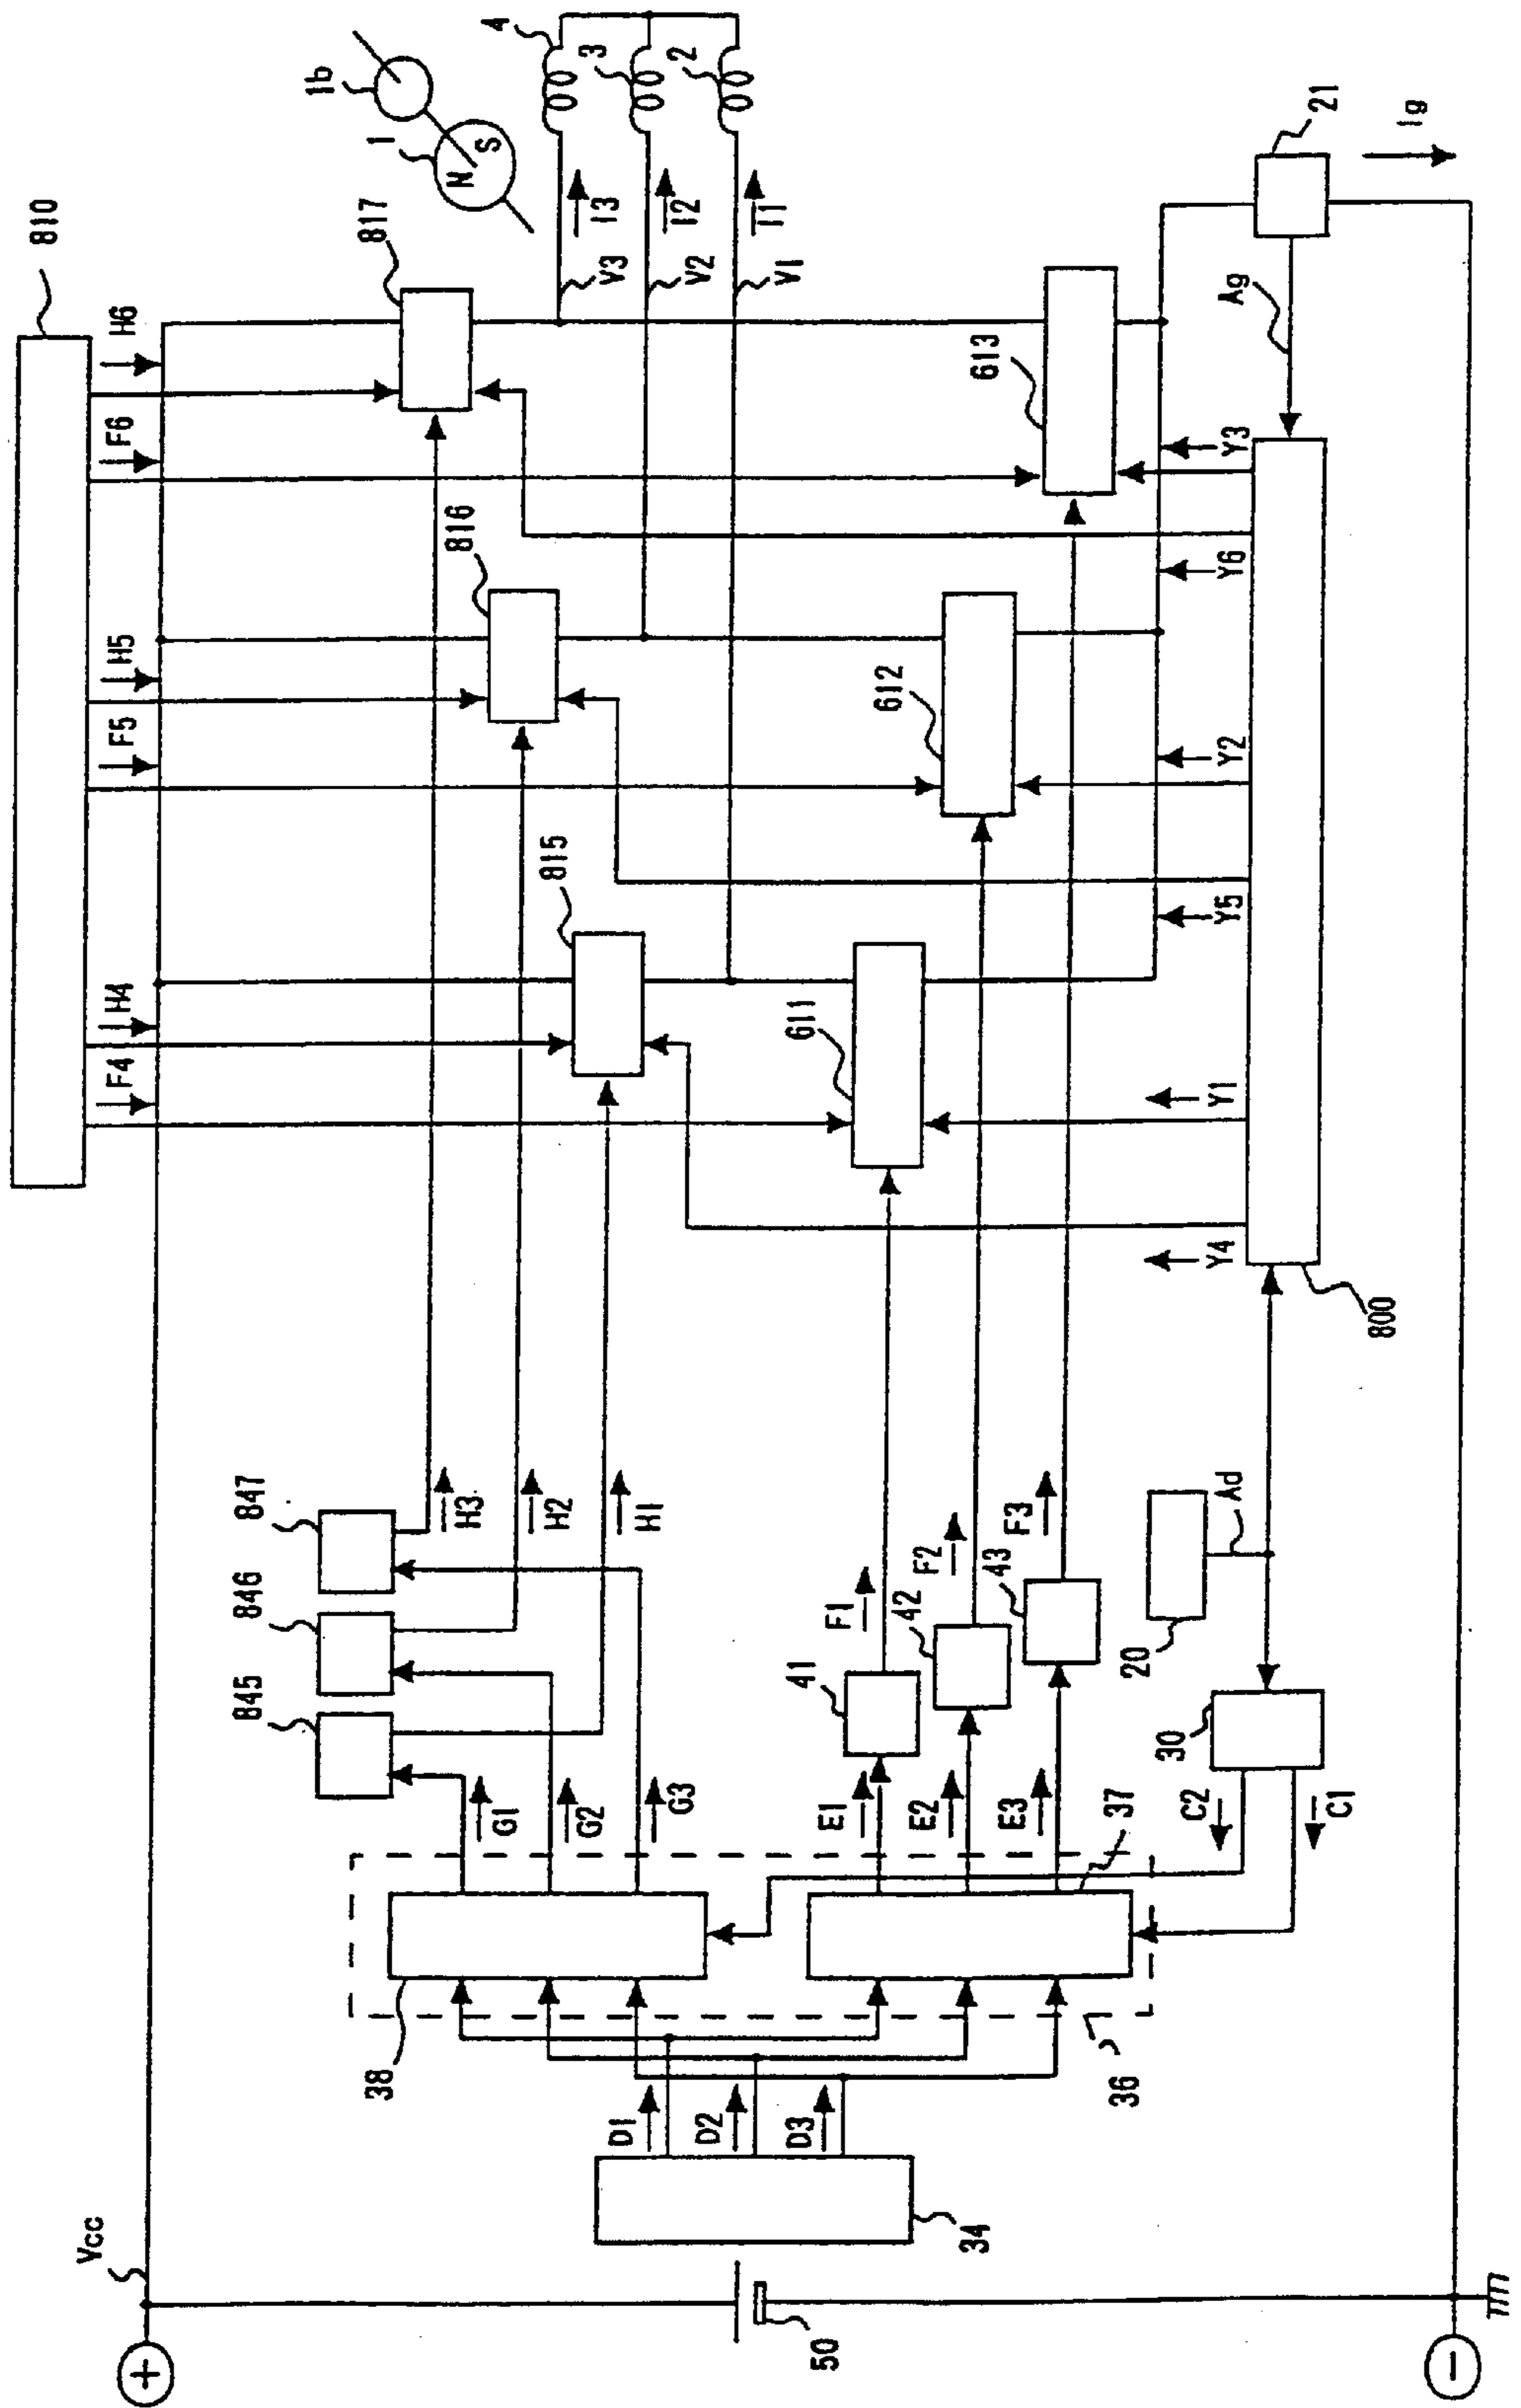 810
H6
F6
H5
F5
H4
F4
817
816
815
1b
1
N
S
4
3
2
I3
I2
I1
V3
V2
V1
613
612
611
21
Ig
Ag
Y3
Y6
Y2
Y5
Y1
Y4
800
847
846
845
H3
H2
H1
G1
G2
G3
41
42
43
F1
F2
F3
E1
E2
E3
20
Ad
30
C2
C1
37
38
36
D1
D2
D3
34
Vcc
50
+
−